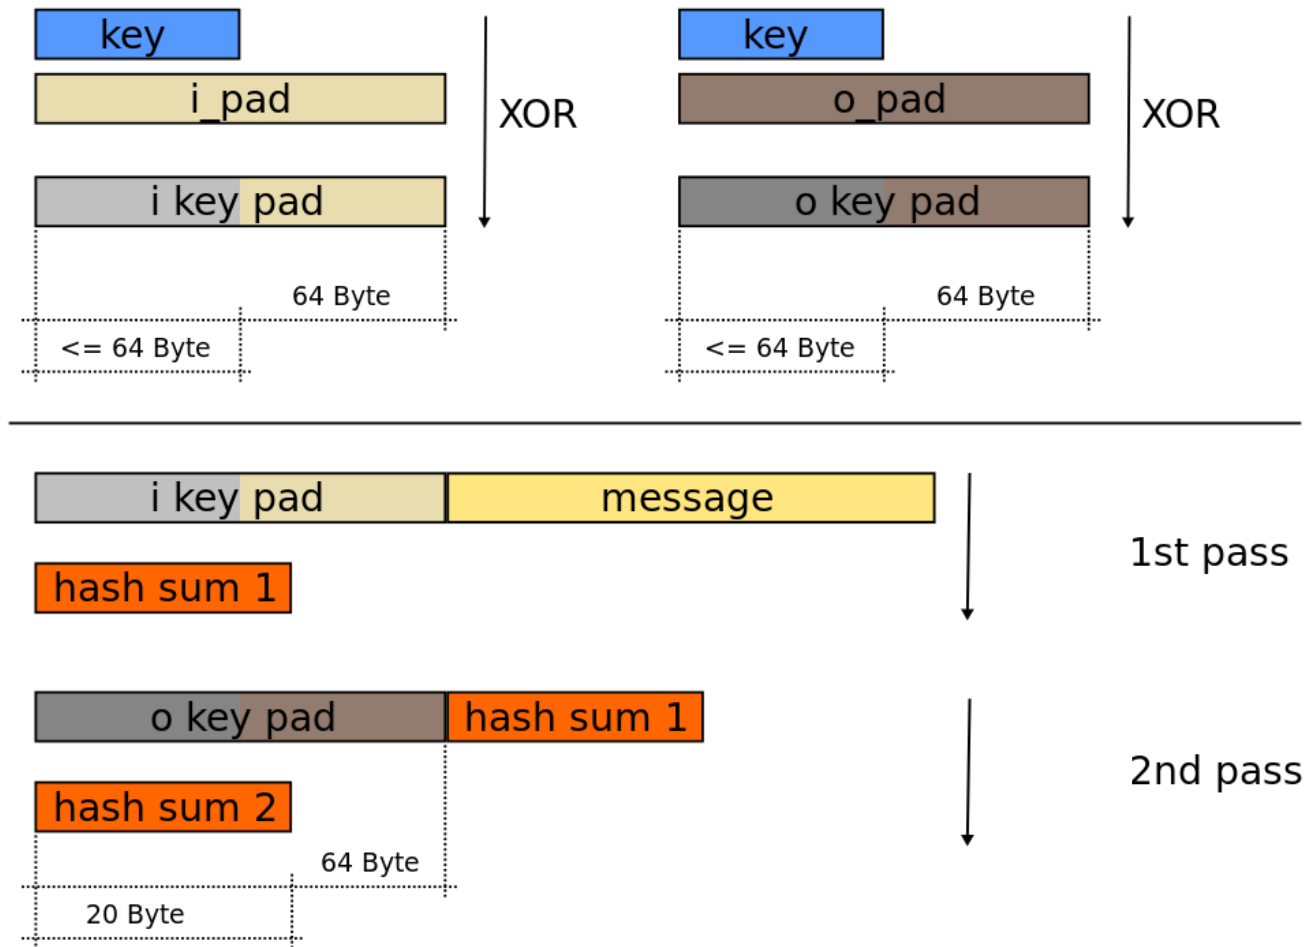 key
i_pad
XOR
i key pad
64 Byte
<= 64 Byte
key
o_pad
XOR
o key pad
64 Byte
<= 64 Byte
i key pad
message
1st pass
hash sum 1
o key pad
hash sum 1
2nd pass
hash sum 2
64 Byte
20 Byte